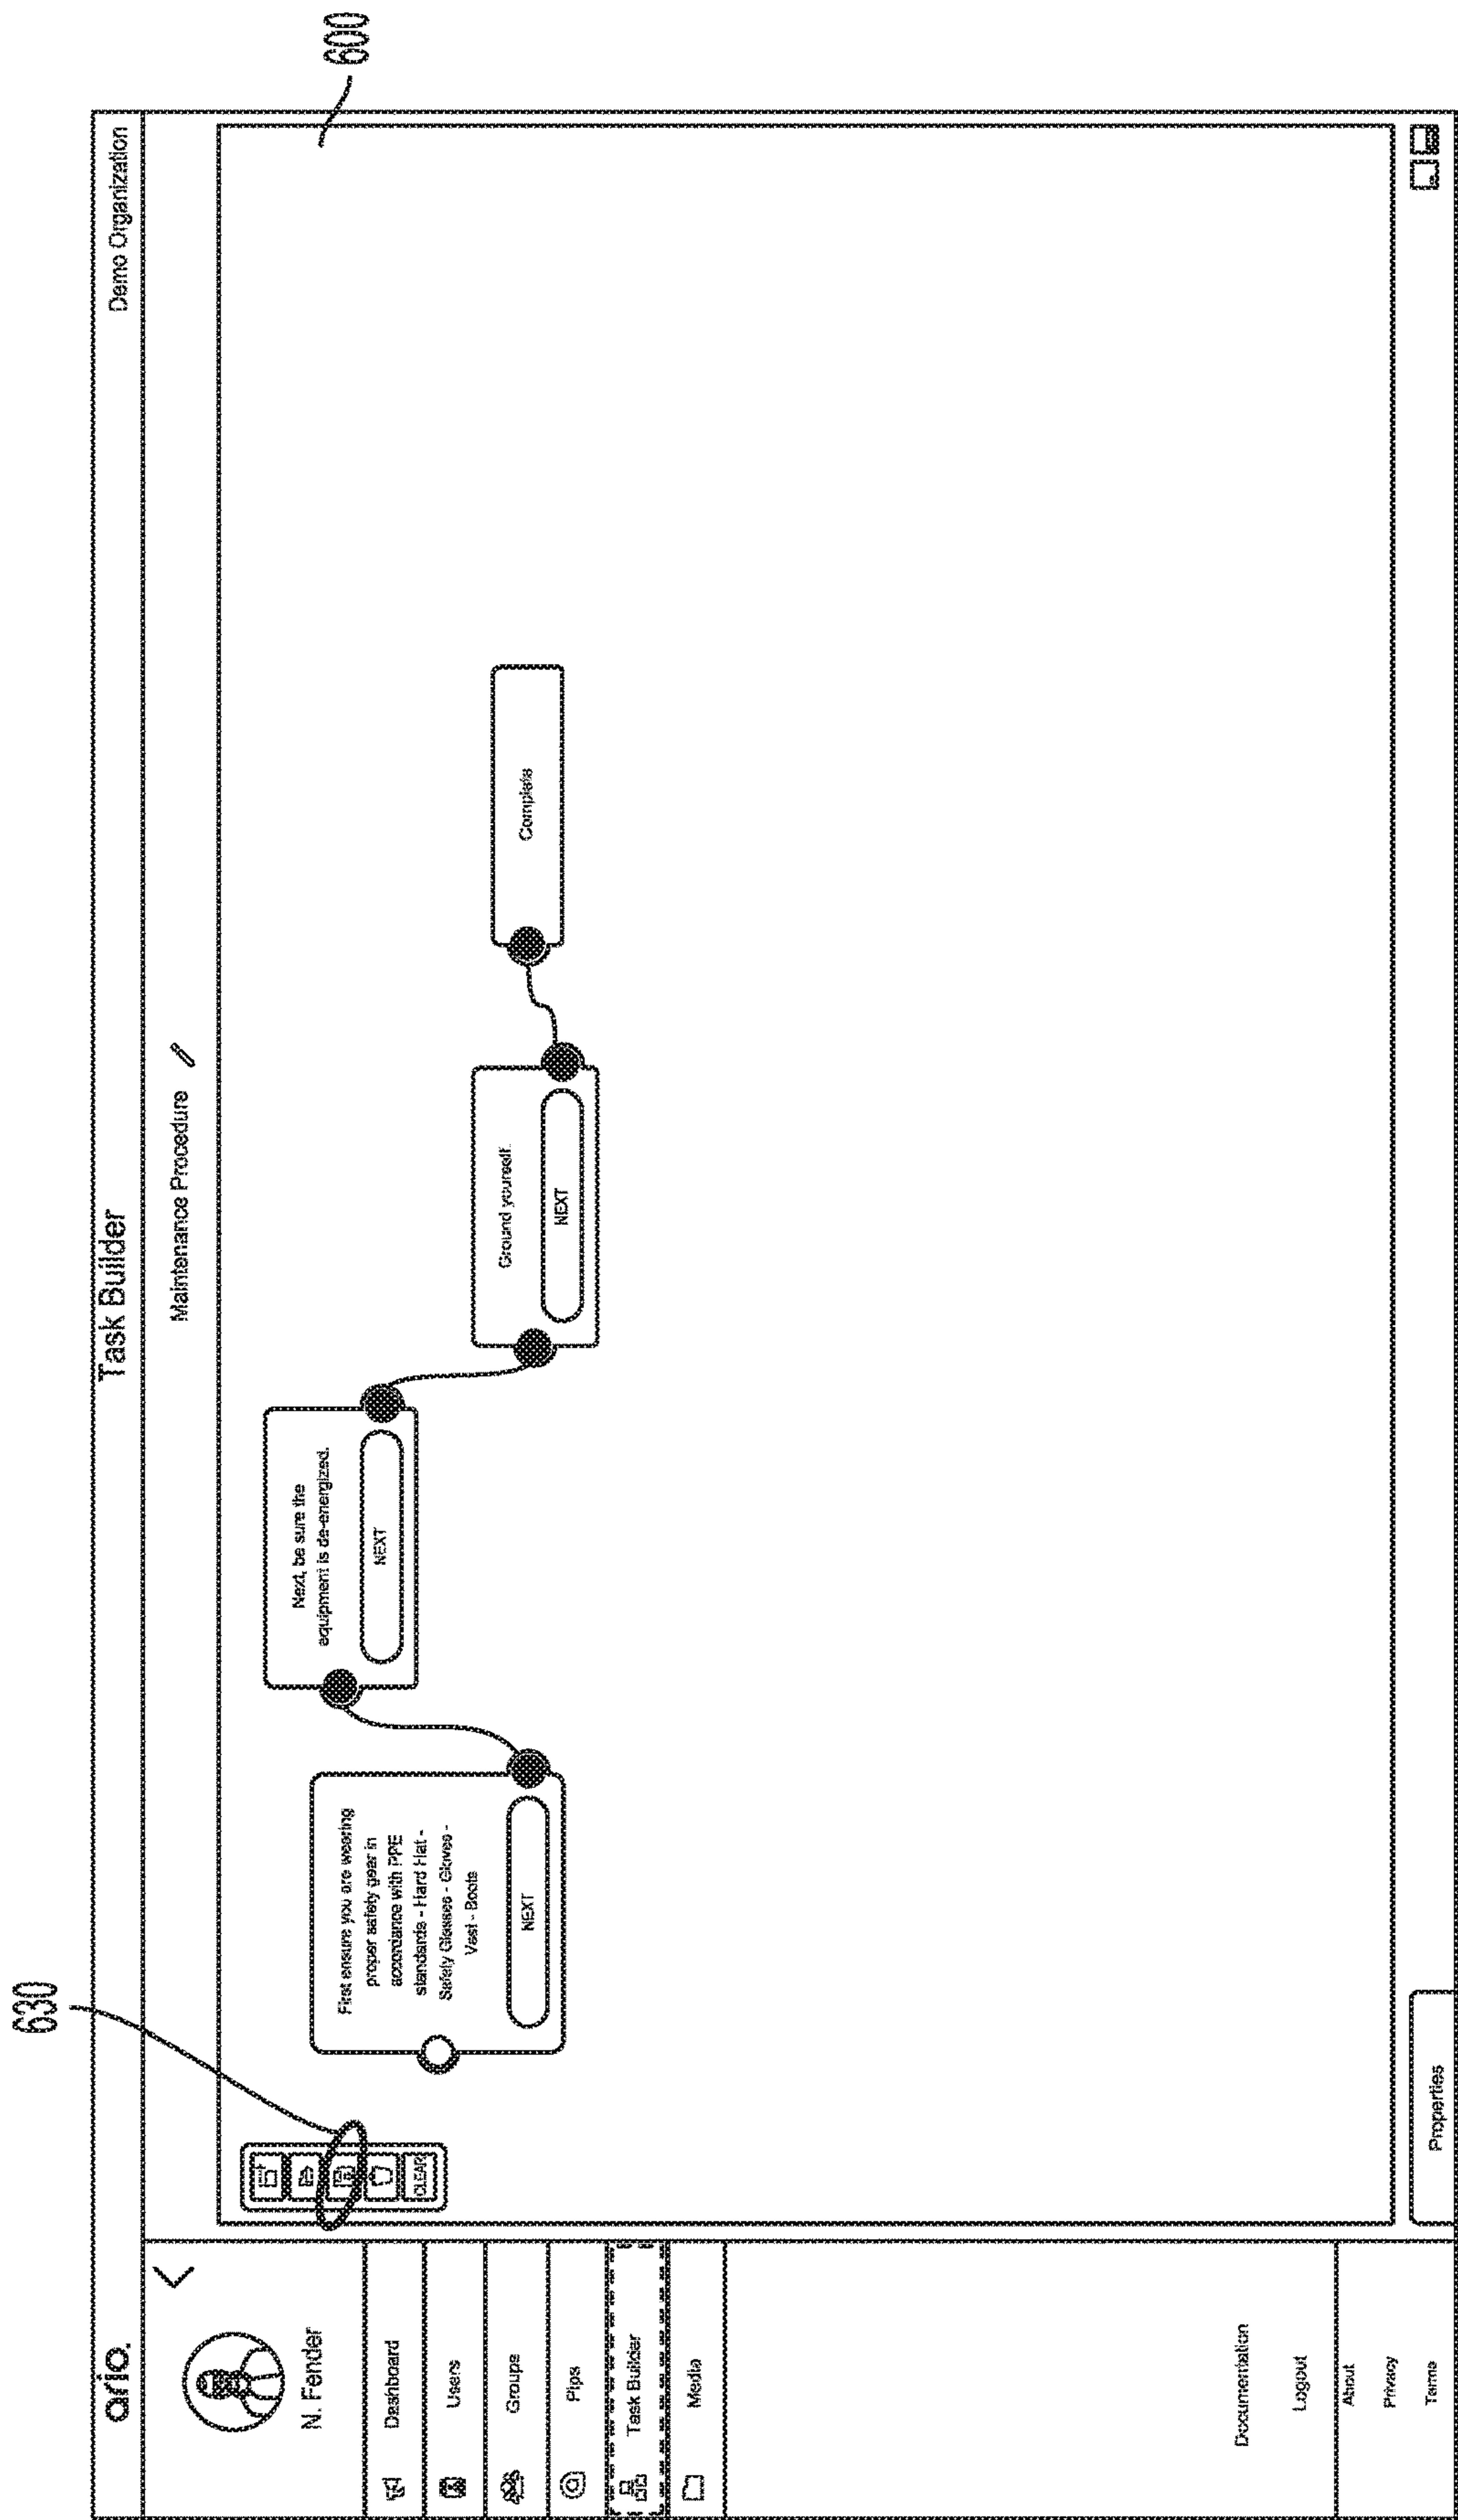 600
630
Task Builder
Demo Organization
ario.
Maintenance Procedure
N. Fender
Dashboard
Users
Groups
Pips
Task Builder
Media
Documentation
Logout
About
Privacy
Terms
CLEAR
First ensure you are wearing
proper safety gear in
accordance with PPE
standards - Hard Hat -
Safety Glasses - Gloves -
Vest - Boots
NEXT
Next, be sure the
equipment is de-energized.
NEXT
Ground yourself.
NEXT
Complete
Properties